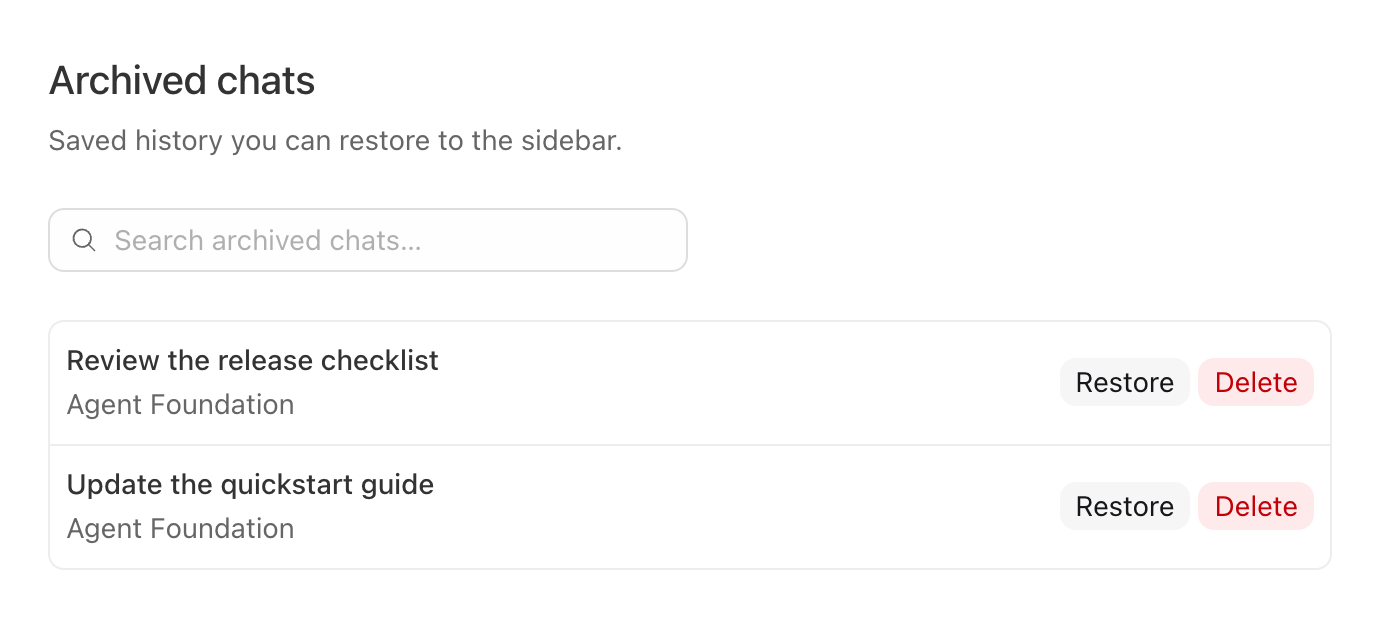 Archived chats
Saved history you can restore to the sidebar.
Search archived chats...
Review the release checklist
Agent Foundation
Restore
Delete
Update the quickstart guide
Agent Foundation
Restore
Delete